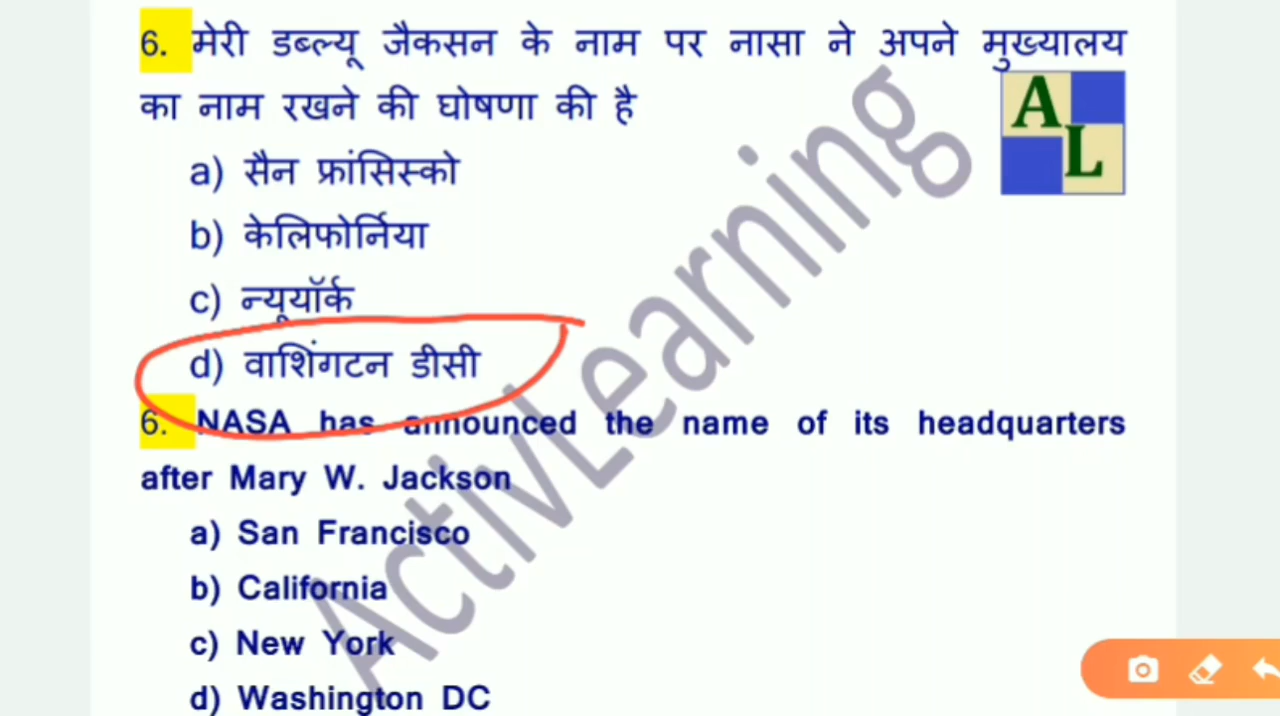 6. मेरी डब्ल्यू जैकसन के नाम पर नासा ने अपने मुख्यालय
का नाम रखने की घोषणा की है
a) सैन फ्रांसिस्को
b) केलिफोर्निया
c) न्यूयॉर्क
d) वाशिंगटन डीसी
6. NASA has announced the name of its headquarters
after Mary W. Jackson
a) San Francisco
b) California
c) New York
d) Washington DC
A
L
ActivLearning